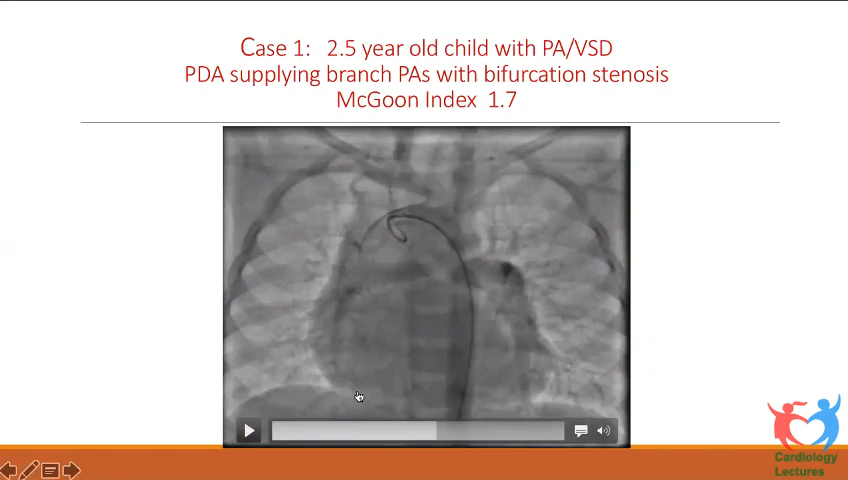 Case 1: 2.5 year old child with PA/VSD
PDA supplying branch PAs with bifurcation stenosis
McGoon Index 1.7
Cardiology
Lectures